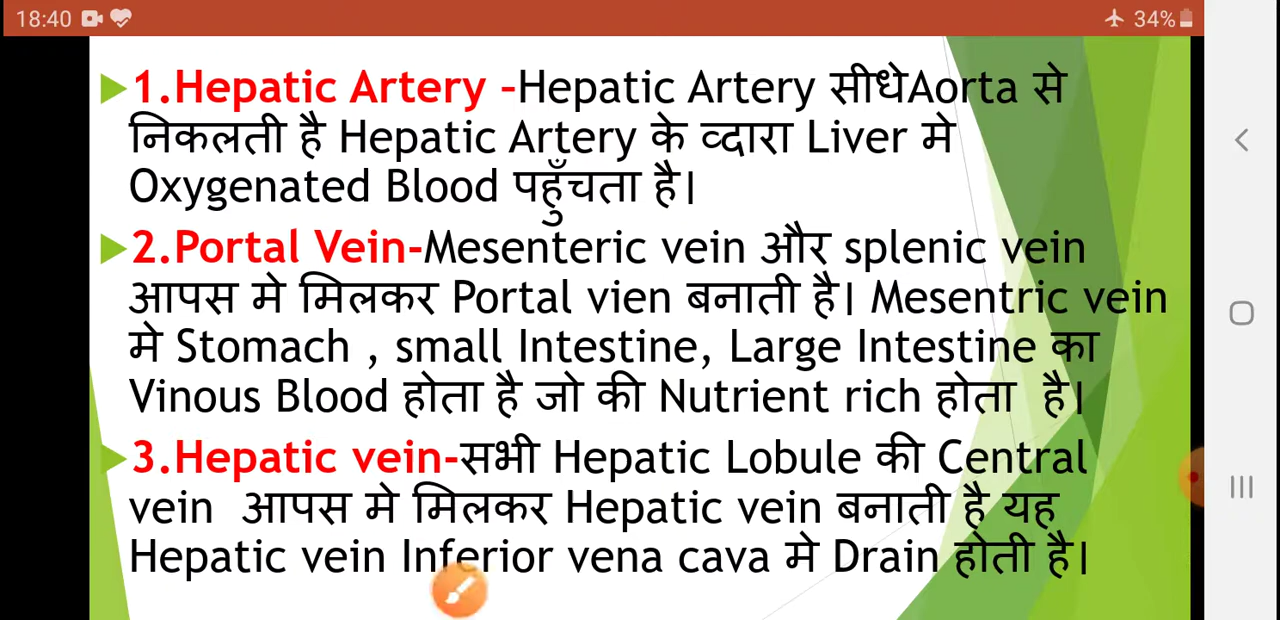 18:40 34%
1.Hepatic Artery -Hepatic Artery सीधेAorta से
निकलती है Hepatic Artery के व्दारा Liver मे
Oxygenated Blood पहुँचता है।
2.Portal Vein-Mesenteric vein और splenic vein
आपस मे मिलकर Portal vien बनाती है। Mesentric vein
मे Stomach , small Intestine, Large Intestine का
Vinous Blood होता है जो की Nutrient rich होता है।
3.Hepatic vein-सभी Hepatic Lobule की Central
vein आपस मे मिलकर Hepatic vein बनाती है यह
Hepatic vein Inferior vena cava मे Drain होती है।